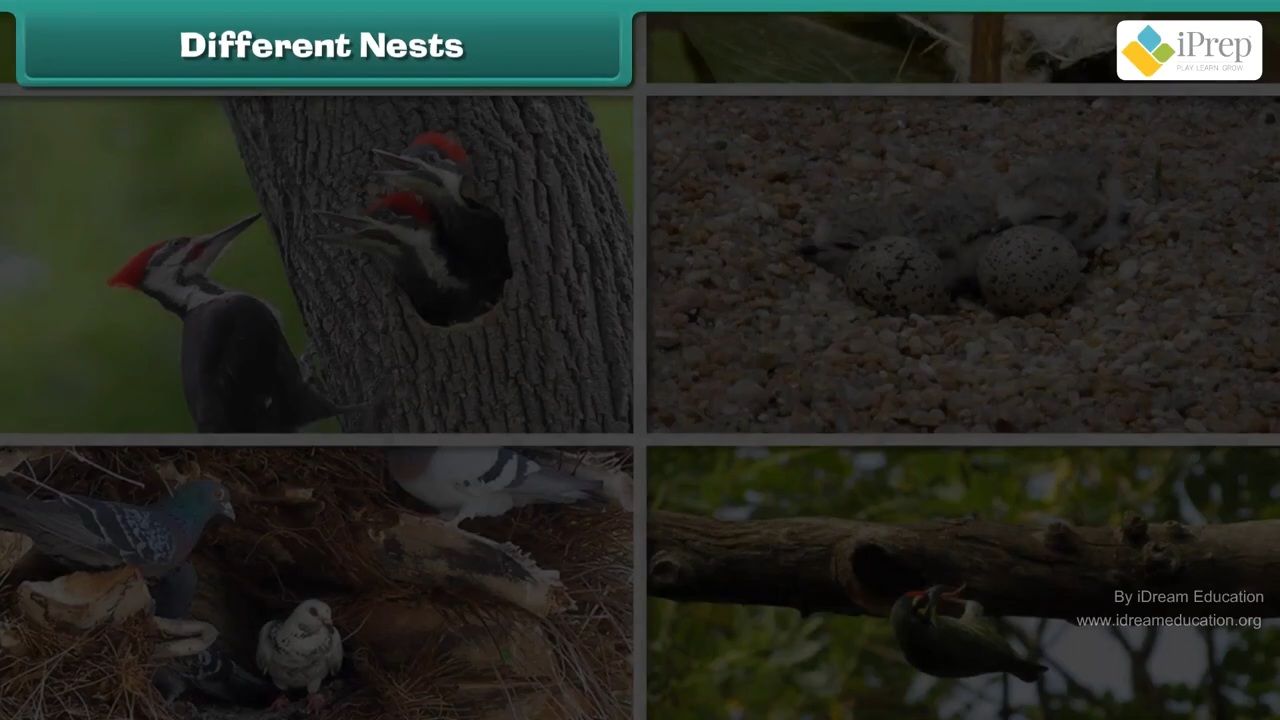 Different Nests
iPrep
PLAY. LEARN. GROW.
By iDream Education
www.idreameducation.org